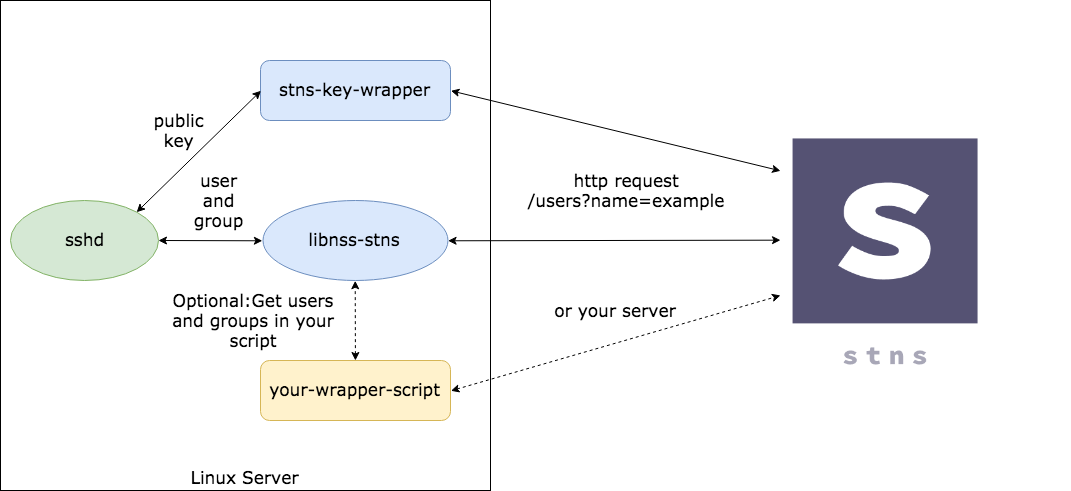 stns-key-wrapper
public
key
user
and
group
http request
/users?name=example
sshd
libnss-stns
S
Optional:Get users
and groups in your
script
or your server
stns
your-wrapper-script
Linux Server